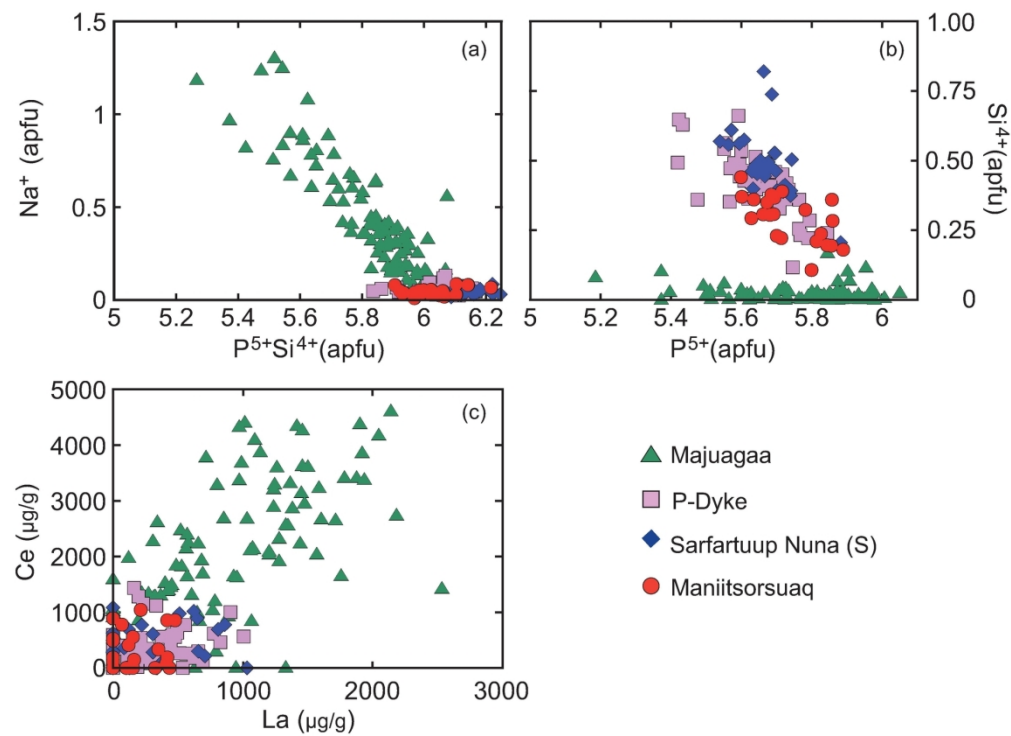 (a)
1.5
1
0.5
0
Na⁺ (apfu)
5 5.2 5.4 5.6 5.8 6 6.2
P⁵⁺Si⁴⁺(apfu)
(b)
1.00
0.75
0.50
0.25
0
Si⁴⁺(apfu)
5 5.2 5.4 5.6 5.8 6
P⁵⁺(apfu)
(c)
5000
4000
3000
2000
1000
0
Ce (µg/g)
0 1000 2000 3000
La (µg/g)
Majuagaa
P-Dyke
Sarfartuup Nuna (S)
Maniitsorsuaq